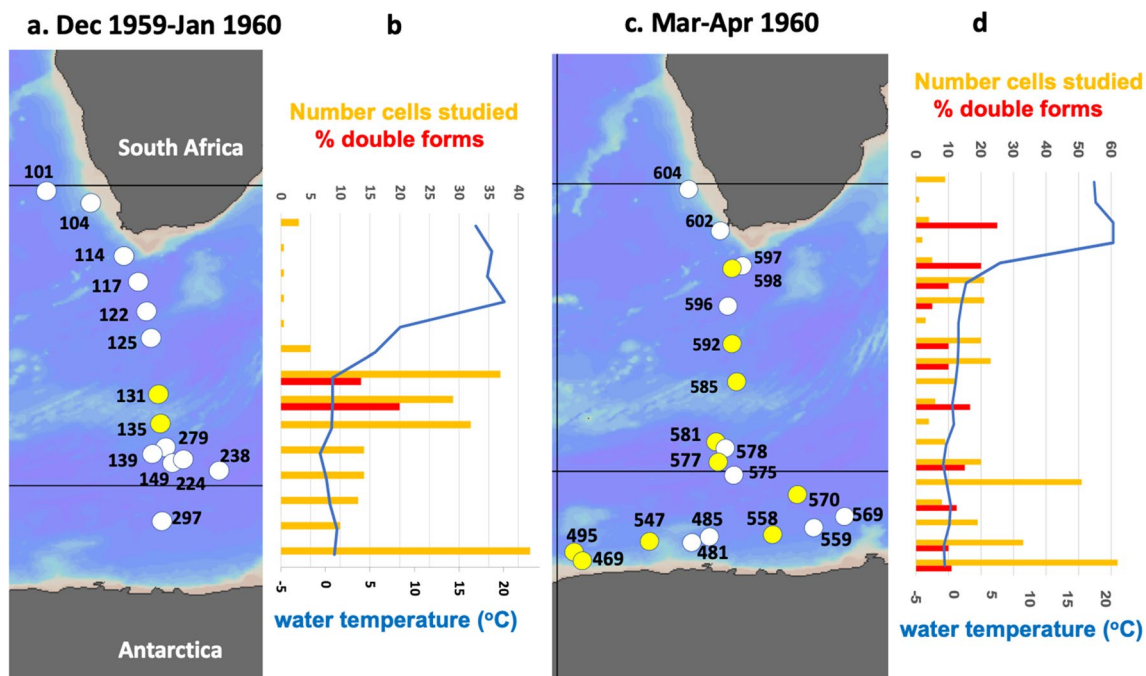 a. Dec 1959-Jan 1960
b
c. Mar-Apr 1960
d
Number cells studied
% double forms
Number cells studied
% double forms
South Africa
101
104
114
117
122
125
131
135
279
139
149
224
238
297
Antarctica
0 5 10 15 20 25 30 35 40
-5 0 5 10 15 20
water temperature (°C)
604
602
597
598
596
592
585
581
578
577
575
570
569
495
547
485
558
559
469
481
0 10 20 30 40 50 60
-5 0 5 10 15 20
water temperature (°C)